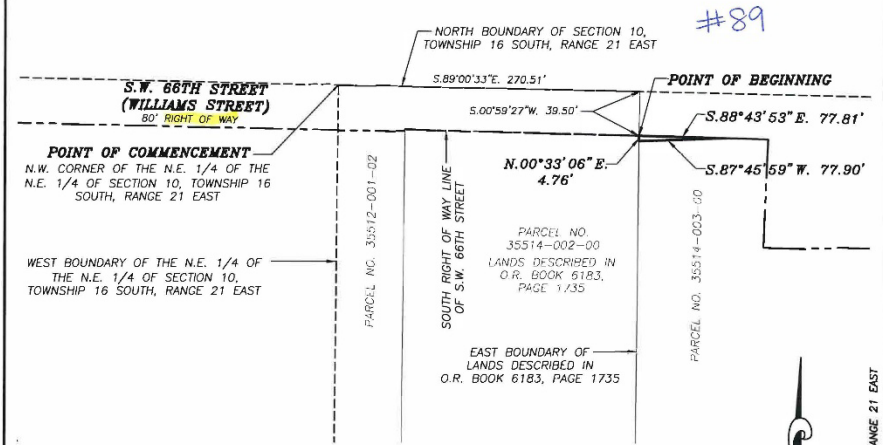 #89
NORTH BOUNDARY OF SECTION 10,
TOWNSHIP 16 SOUTH, RANGE 21 EAST
S.89°00'33"E. 270.51'
S.W. 66TH STREET
(WILLIAMS STREET)
80' RIGHT OF WAY
POINT OF BEGINNING
S.00°59'27"W. 39.50'
S.88°43'53"E. 77.81'
POINT OF COMMENCEMENT
N.W. CORNER OF THE N.E. 1/4 OF THE
N.E. 1/4 OF SECTION 10, TOWNSHIP 16
SOUTH, RANGE 21 EAST
N.00°33'06"E.
4.76'
S.87°45'59"W. 77.90'
WEST BOUNDARY OF THE N.E. 1/4 OF
THE N.E. 1/4 OF SECTION 10,
TOWNSHIP 16 SOUTH, RANGE 21 EAST
PARCEL NO. 35512-001-02
SOUTH RIGHT OF WAY LINE
OF S.W. 66TH STREET
PARCEL NO.
35514-002-00
LANDS DESCRIBED IN
O.R. BOOK 6183,
PAGE 1735
PARCEL NO. 35514-003-00
EAST BOUNDARY OF
LANDS DESCRIBED IN
O.R. BOOK 6183, PAGE 1735
ANGE 21 EAST